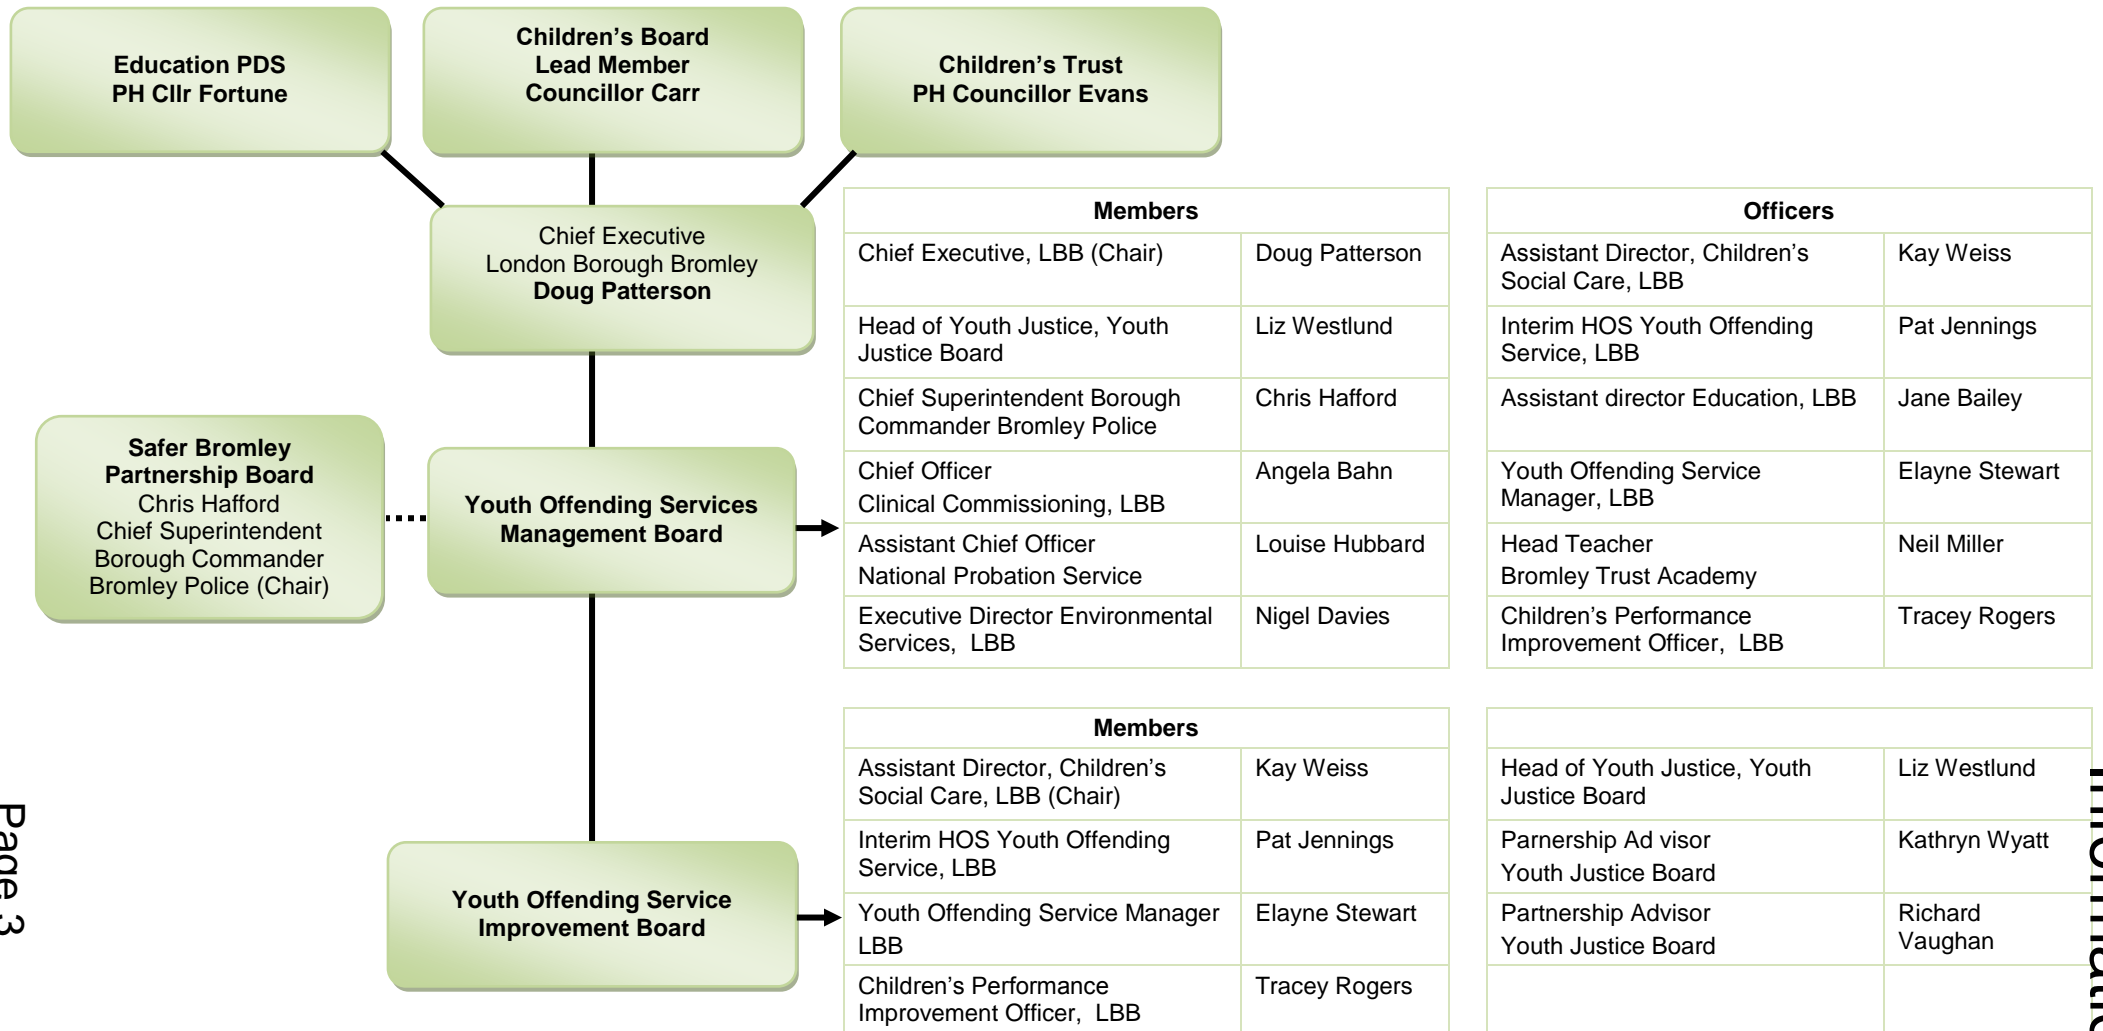 Education PDS
PH Cllr Fortune
Children's Board
Lead Member
Councillor Carr
Children's Trust
PH Councillor Evans
Chief Executive
London Borough Bromley
Doug Patterson
Safer Bromley
Partnership Board
Chris Hafford
Chief Superintendent
Borough Commander
Bromley Police (Chair)
Youth Offending Services
Management Board
Members
Chief Executive, LBB (Chair) Doug Patterson
Head of Youth Justice, Youth Liz Westlund
Justice Board
Chief Superintendent Borough Chris Hafford
Commander Bromley Police
Chief Officer Angela Bahn
Clinical Commissioning, LBB
Assistant Chief Officer Louise Hubbard
National Probation Service
Executive Director Environmental Nigel Davies
Services, LBB
Officers
Assistant Director, Children's Kay Weiss
Social Care, LBB
Interim HOS Youth Offending Pat Jennings
Service, LBB
Assistant director Education, LBB Jane Bailey
Youth Offending Service Elayne Stewart
Manager, LBB
Head Teacher Neil Miller
Bromley Trust Academy
Children's Performance Tracey Rogers
Improvement Officer, LBB
Youth Offending Service
Improvement Board
Members
Assistant Director, Children's Kay Weiss
Social Care, LBB (Chair)
Interim HOS Youth Offending Pat Jennings
Service, LBB
Youth Offending Service Manager Elayne Stewart
LBB
Children's Performance Tracey Rogers
Improvement Officer, LBB
Head of Youth Justice, Youth Liz Westlund
Justice Board
Parnership Ad visor Kathryn Wyatt
Youth Justice Board
Partnership Advisor Richard
Youth Justice Board Vaughan
Page 3